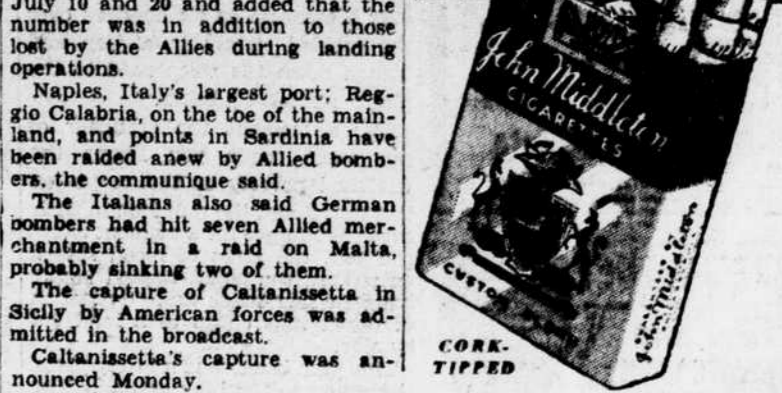 July 10 and 20 and added that the
number was in addition to those
lost by the Allies during landing
operations.
Naples, Italy's largest port; Reg-
gio Calabria, on the toe of the main-
land, and points in Sardinia have
been raided anew by Allied bomb-
ers, the communique said.
The Italians also said German
bombers had hit seven Allied mer-
chantment in a raid on Malta,
probably sinking two of them.
The capture of Caltanissetta in
Sicily by American forces was ad-
mitted in the broadcast.
Caltanissetta's capture was an-
nounced Monday.
John Middleton
CIGARETTES
CUSTOM
John Middleton
CORK-
TIPPED